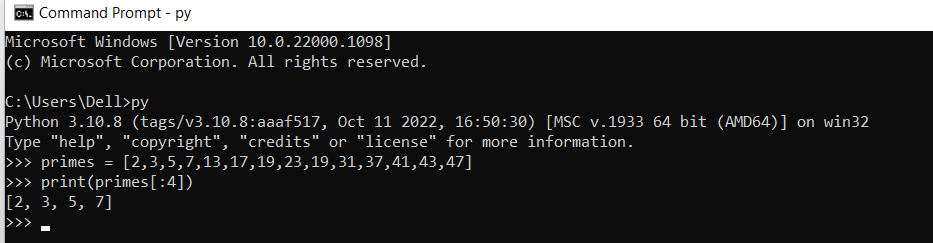 Command Prompt - py
Microsoft Windows [Version 10.0.22000.1098]
(c) Microsoft Corporation. All rights reserved.
C:\Users\Dell>py
Python 3.10.8 (tags/v3.10.8:aaaf517, Oct 11 2022, 16:50:30) [MSC v.1933 64 bit (AMD64)] on win32
Type "help", "copyright", "credits" or "license" for more information.
>>> primes = [2,3,5,7,13,17,19,23,19,31,37,41,43,47]
>>> print(primes[:4])
[2, 3, 5, 7]
>>>